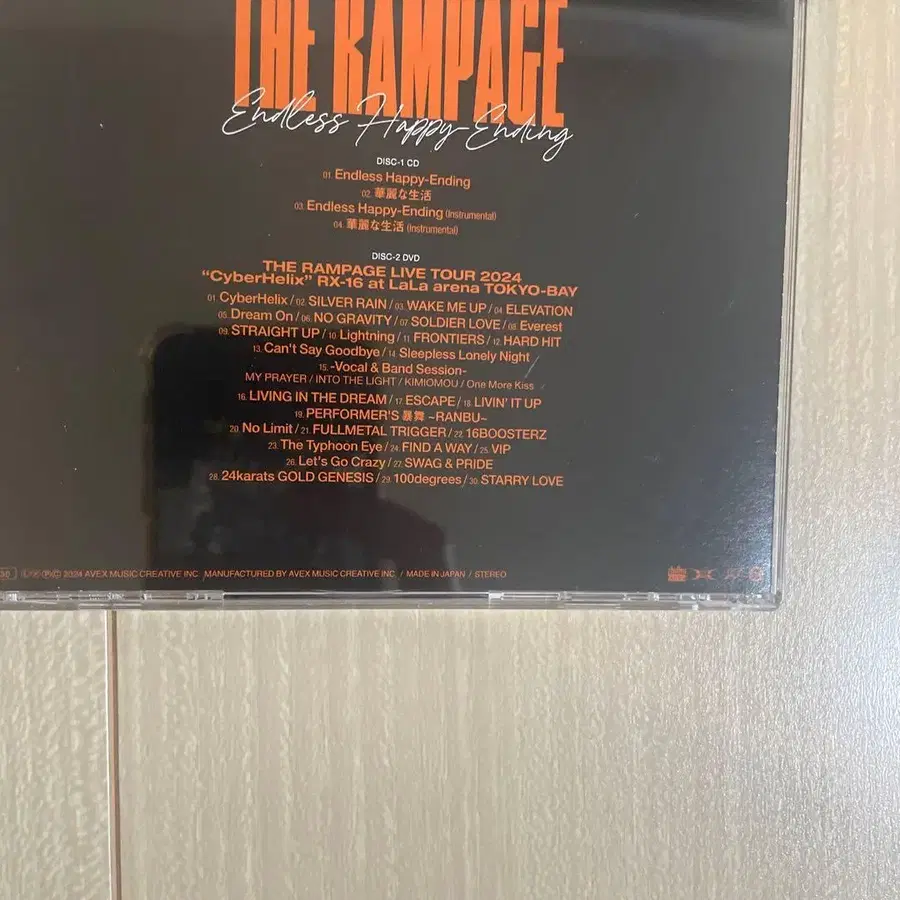 THE RAMPAGE
Endless Happy-Ending
DISC-1 CD
01. Endless Happy-Ending
02. 華麗な生活
03. Endless Happy-Ending (Instrumental)
04. 華麗な生活 (Instrumental)
DISC-2 DVD
THE RAMPAGE LIVE TOUR 2024
“CyberHelix” RX-16 at LaLa arena TOKYO-BAY
01. CyberHelix / 02. SILVER RAIN / 03. WAKE ME UP / 04. ELEVATION
05. Dream On / 06. NO GRAVITY / 07. SOLDIER LOVE / 08. Everest
09. STRAIGHT UP / 10. Lightning / 11. FRONTIERS / 12. HARD HIT
13. Can't Say Goodbye / 14. Sleepless Lonely Night
15. -Vocal & Band Session-
MY PRAYER / INTO THE LIGHT / KIMIOMOU / One More Kiss
16. LIVING IN THE DREAM / 17. ESCAPE / 18. LIVIN' IT UP
19. PERFORMER'S 暴舞 ~RANBU~
20. No Limit / 21. FULLMETAL TRIGGER / 22. 16BOOSTERZ
23. The Typhoon Eye / 24. FIND A WAY / 25. VIP
26. Let's Go Crazy / 27. SWAG & PRIDE
28. 24karats GOLD GENESIS / 29. 100degrees / 30. STARRY LOVE
2024 AVEX MUSIC CREATIVE INC. MANUFACTURED BY AVEX MUSIC CREATIVE INC. / MADE IN JAPAN / STEREO